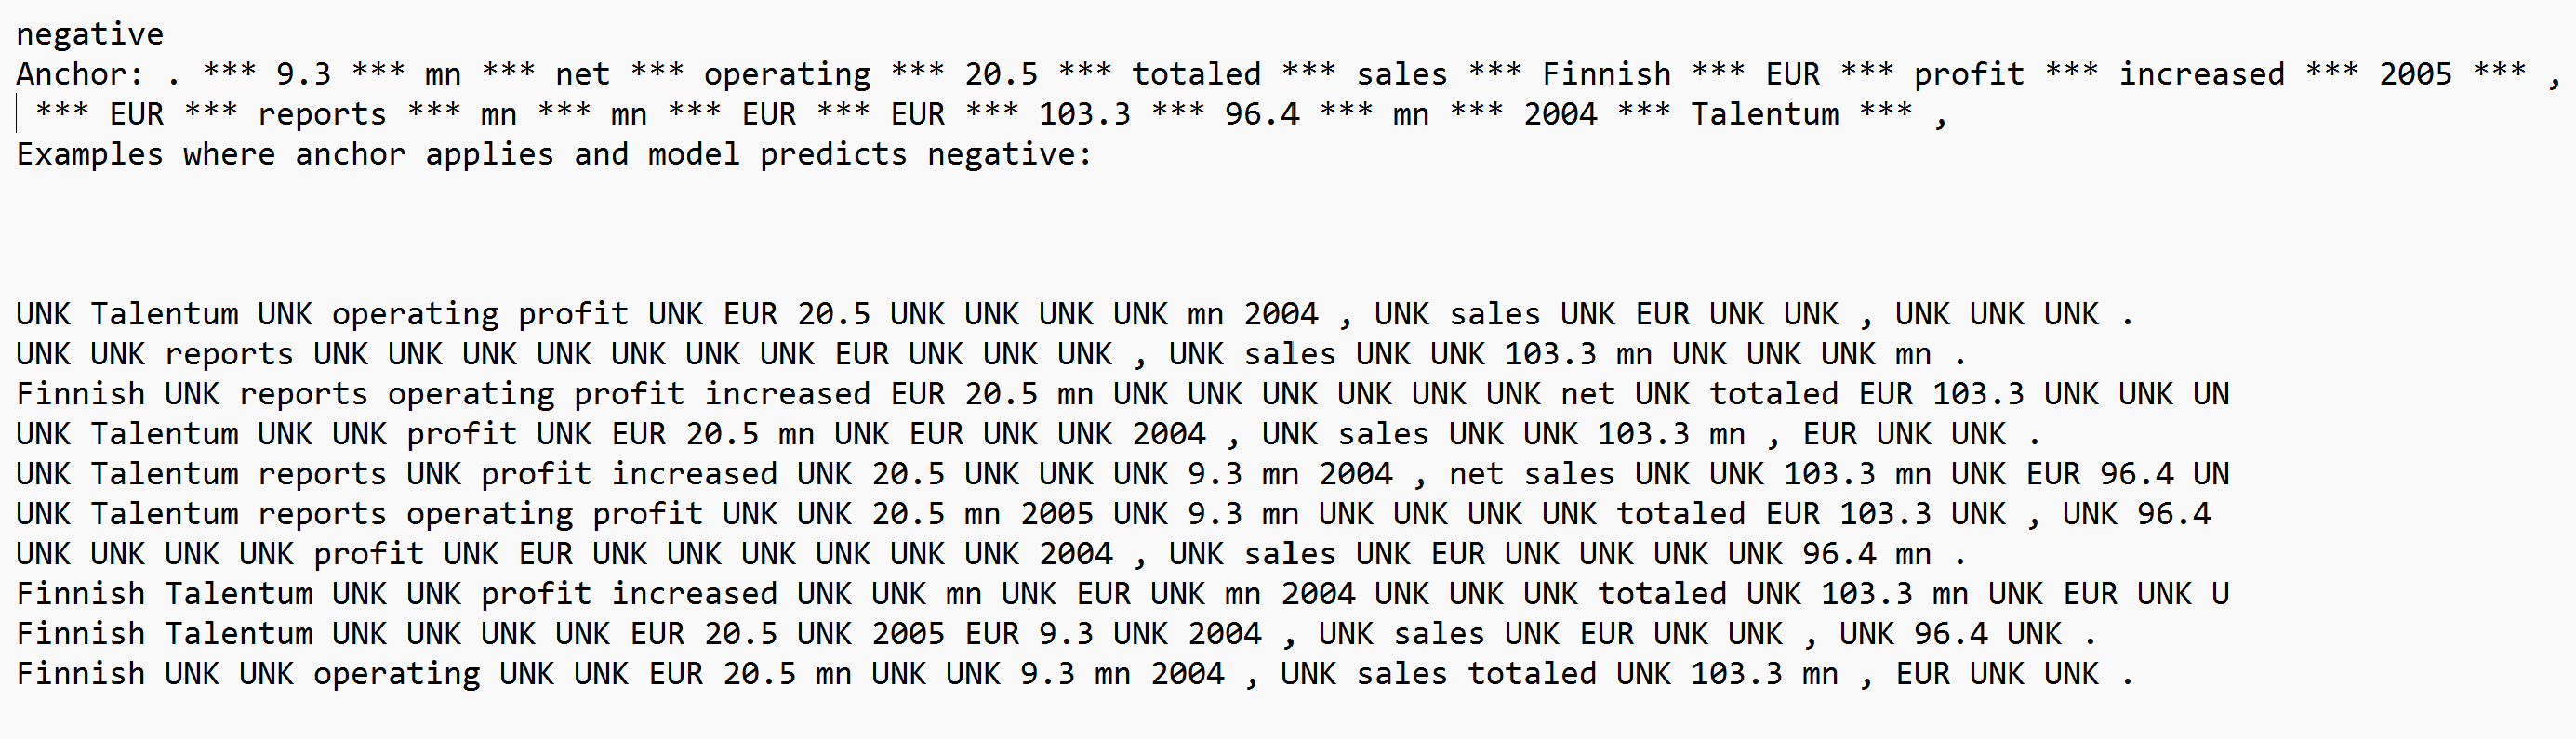 negative
Anchor: . *** 9.3 *** mn *** net *** operating *** 20.5 *** totaled *** sales *** Finnish *** EUR *** profit *** increased *** 2005 *** ,
*** EUR *** reports *** mn *** mn *** EUR *** EUR *** 103.3 *** 96.4 *** mn *** 2004 *** Talentum *** ,
Examples where anchor applies and model predicts negative:
UNK Talentum UNK operating profit UNK EUR 20.5 UNK UNK UNK UNK mn 2004 , UNK sales UNK EUR UNK UNK , UNK UNK UNK .
UNK UNK reports UNK UNK UNK UNK UNK UNK UNK EUR UNK UNK UNK , UNK sales UNK UNK 103.3 mn UNK UNK UNK mn .
Finnish UNK reports operating profit increased EUR 20.5 mn UNK UNK UNK UNK UNK UNK net UNK totaled EUR 103.3 UNK UNK UN
UNK Talentum UNK UNK profit UNK EUR 20.5 mn UNK EUR UNK UNK 2004 , UNK sales UNK UNK 103.3 mn , EUR UNK UNK .
UNK Talentum reports UNK profit increased UNK 20.5 UNK UNK UNK 9.3 mn 2004 , net sales UNK UNK 103.3 mn UNK EUR 96.4 UN
UNK Talentum reports operating profit UNK UNK 20.5 mn 2005 UNK 9.3 mn UNK UNK UNK UNK totaled EUR 103.3 UNK , UNK 96.4
UNK UNK UNK UNK profit UNK EUR UNK UNK UNK UNK UNK UNK 2004 , UNK sales UNK EUR UNK UNK UNK UNK 96.4 mn .
Finnish Talentum UNK UNK profit increased UNK UNK mn UNK EUR UNK mn 2004 UNK UNK UNK totaled UNK 103.3 mn UNK EUR UNK U
Finnish Talentum UNK UNK UNK UNK EUR 20.5 UNK 2005 EUR 9.3 UNK 2004 , UNK sales UNK EUR UNK UNK , UNK 96.4 UNK .
Finnish UNK UNK operating UNK UNK EUR 20.5 mn UNK UNK 9.3 mn 2004 , UNK sales totaled UNK 103.3 mn , EUR UNK UNK .